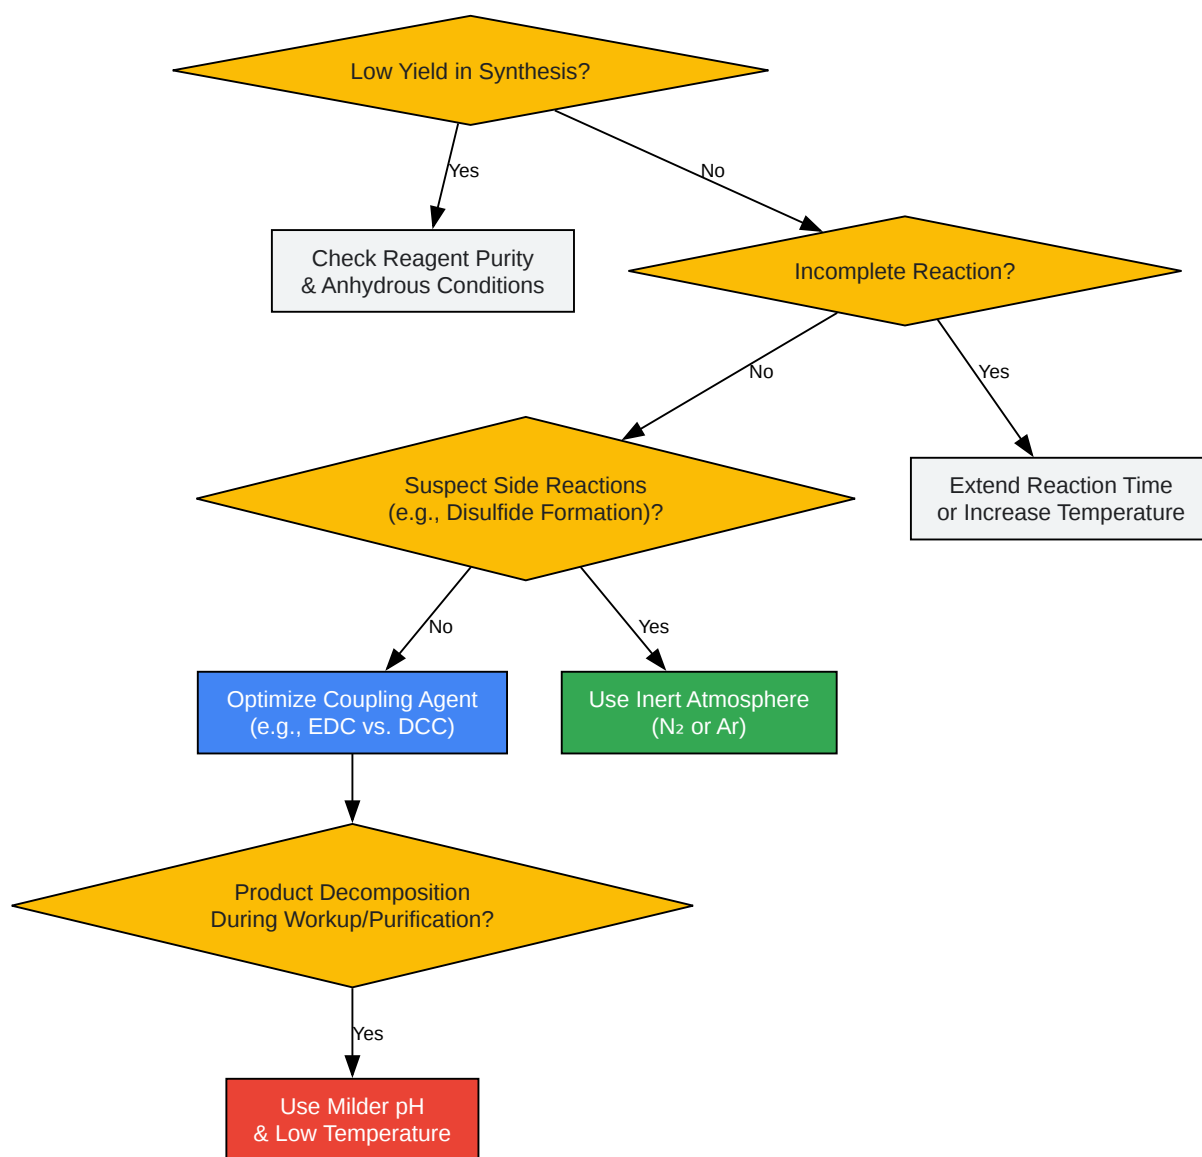 Low Yield in Synthesis?
Yes
No
Check Reagent Purity
& Anhydrous Conditions
Incomplete Reaction?
No
Yes
Suspect Side Reactions
(e.g., Disulfide Formation)?
Extend Reaction Time
or Increase Temperature
No
Yes
Optimize Coupling Agent
(e.g., EDC vs. DCC)
Use Inert Atmosphere
(N₂ or Ar)
Product Decomposition
During Workup/Purification?
Yes
Use Milder pH
& Low Temperature